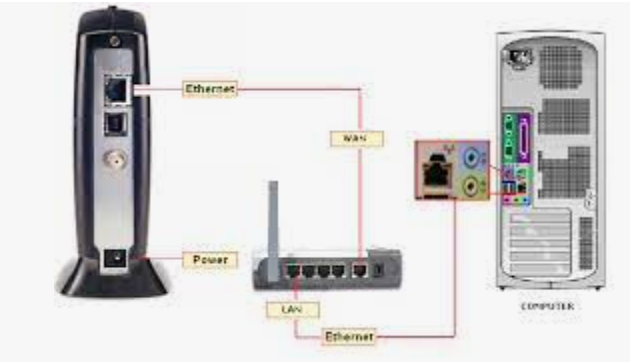 Ethernet
WAN
Power
LAN
Ethernet
COMPUTER